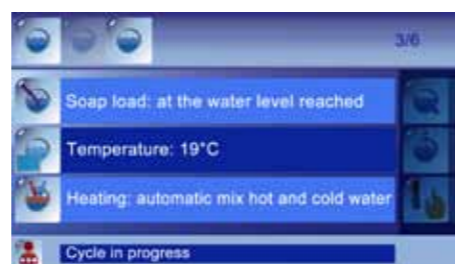 3/6
Soap load: at the water level reached
Temperature: 19°C
Heating: automatic mix hot and cold water
Cycle in progress